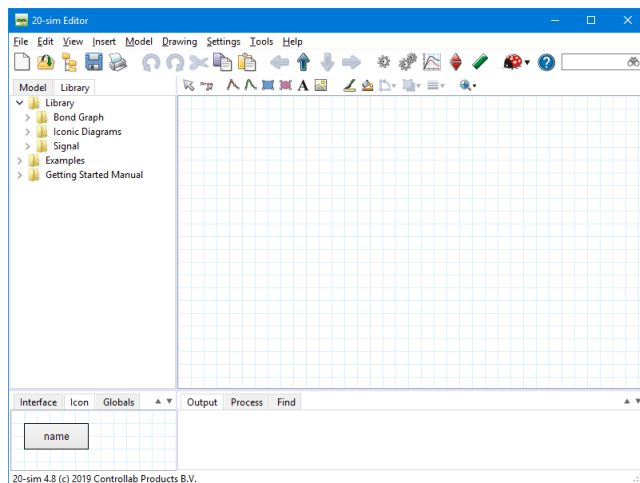 20-sim Editor
File Edit View Insert Model Drawing Settings Tools Help
Model Library
A
Library
Bond Graph
Iconic Diagrams
Signal
Examples
Getting Started Manual
Interface Icon Globals
Output Process Find
name
20-sim 4.8 (c) 2019 Controllab Products B.V.